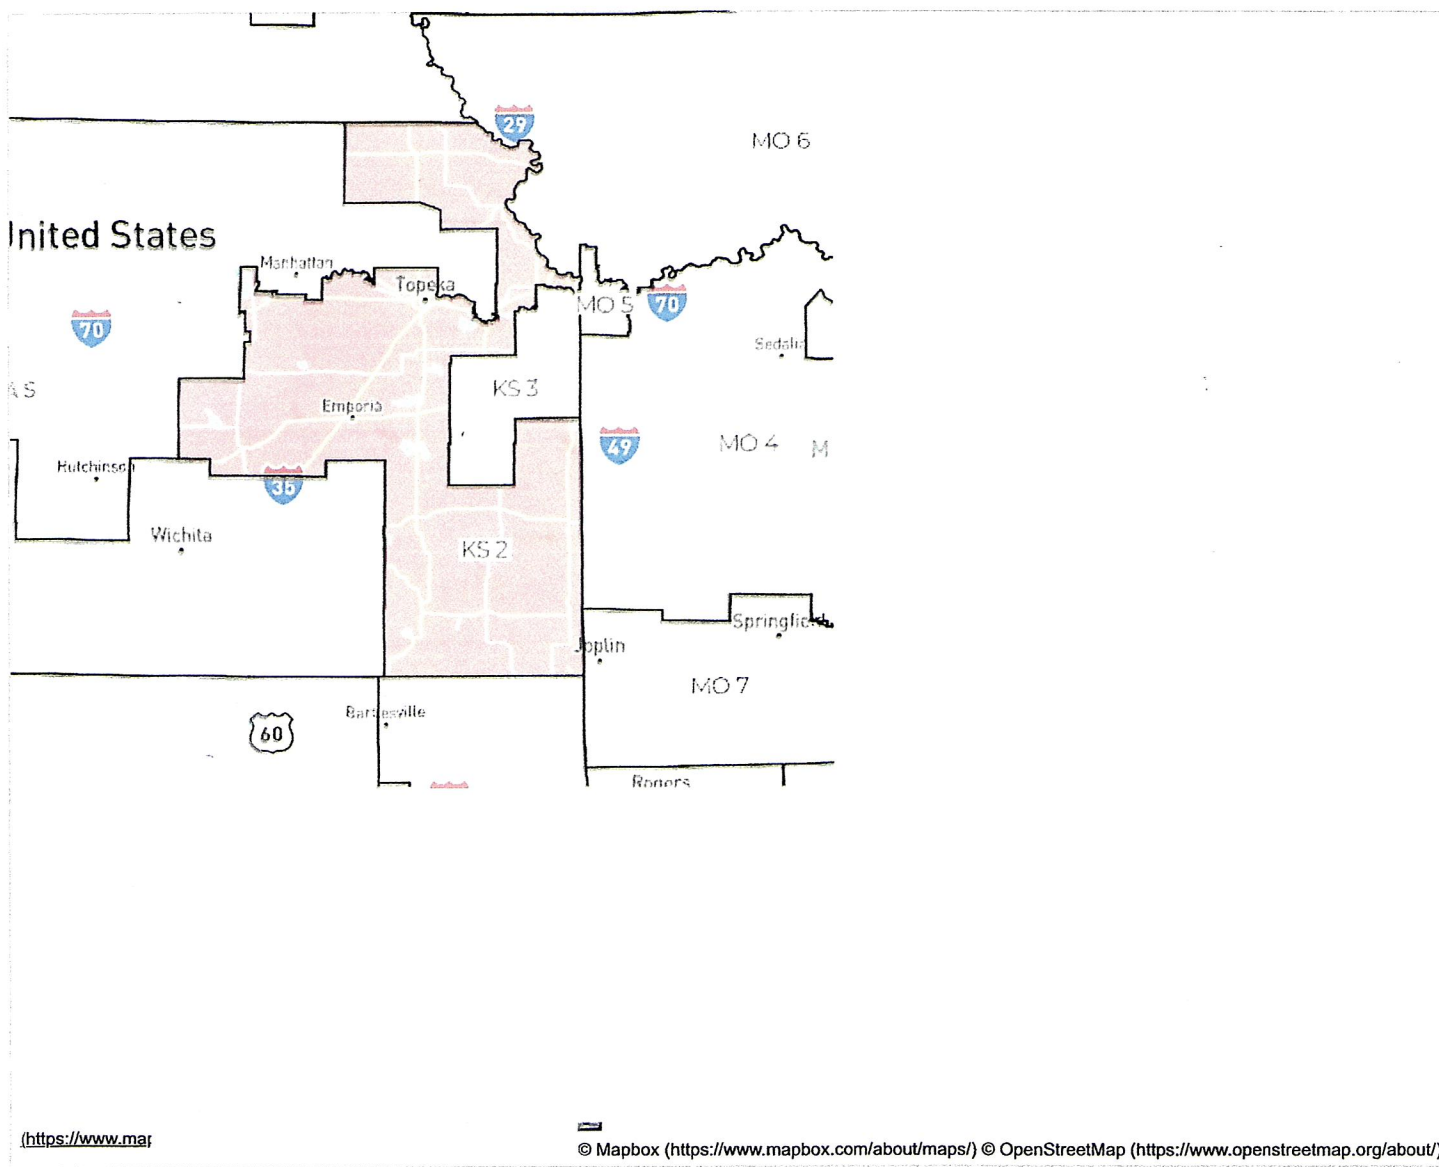 29
MO 6
United States
Manhattan
Topeka
MO 5
70
70
Sedalia
AS
KS 3
Emporia
49
MO 4
M
Hutchinson
35
Wichita
KS 2
Springfield
Joplin
MO 7
Bartlesville
60
Rogers
(https://www.map
© Mapbox (https://www.mapbox.com/about/maps/) © OpenStreetMap (https://www.openstreetmap.org/about/)